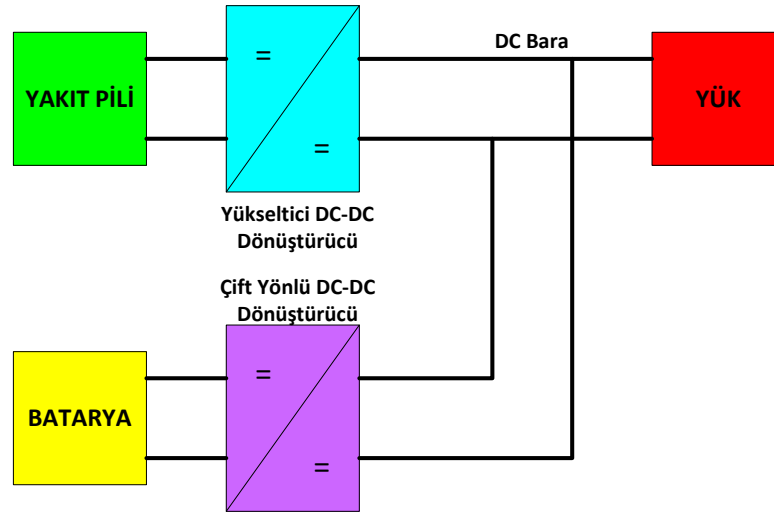 DC Bara
YAKIT PİLİ
=
=
YÜK
Yükseltici DC-DC
Dönüştürücü
Çift Yönlü DC-DC
Dönüştürücü
=
BATARYA
=